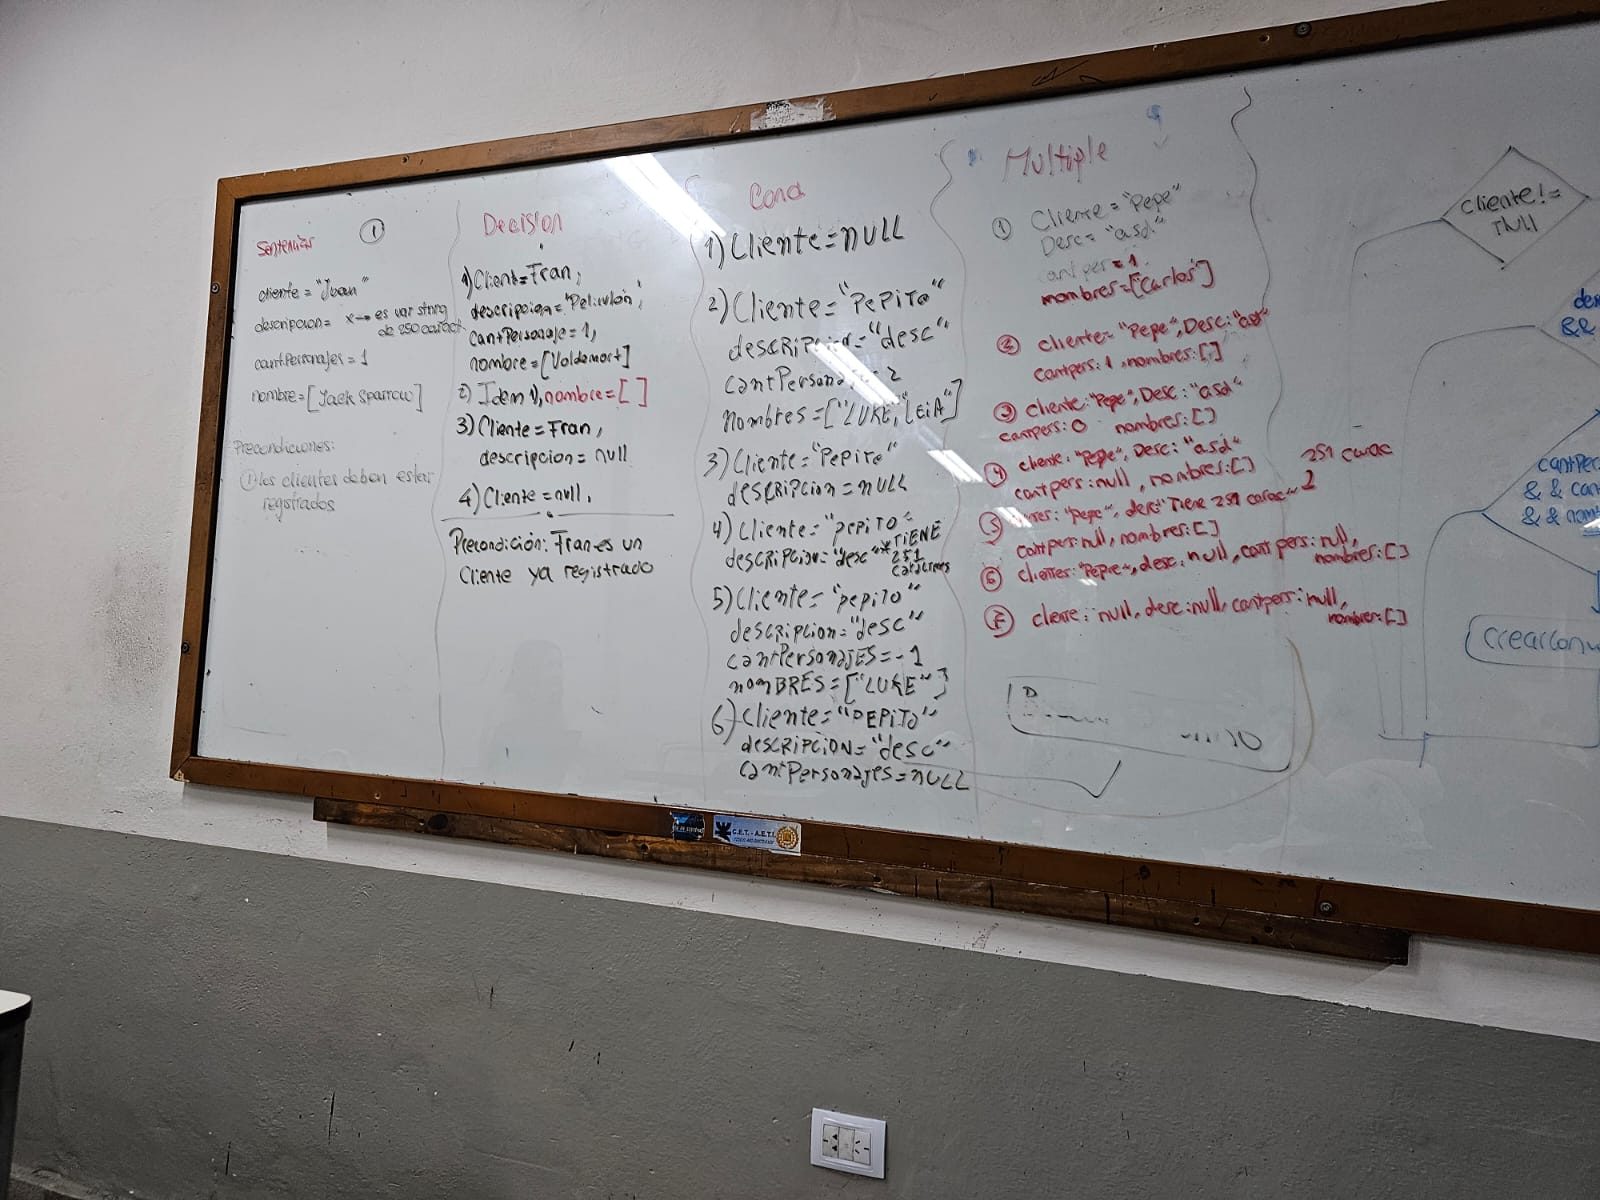 Sentencias
1
cliente = "Juan"
descripcion = x → es var string
de 250 caract.
cantPersonajes = 1
nombre = [Jack Sparrow]
Precondiciones:
1 los clientes deben estar
registrados
Decisión
1) Client = Fran,
descripcion = "Peliculón",
cantPersonaje = 1,
nombre = [Voldemort]
2) Idem 1, nombre = [ ]
3) Cliente = Fran,
descripcion = null
4) Cliente = null,
Precondición: Fran es un
Cliente ya registrado
Cond
1) Cliente = NULL
2) Cliente = "PEPITO"
descRiPcion = "desc"
cantPersonajes = 2
Nombres = ["LUKE", "LEiA"]
3) Cliente = "PEPITO"
descRiPcion = NULL
4) Cliente = "PEPITO"
descRiPcion = "desc" *TIENE
251
caracteres
5) Cliente = "pepiTO"
descRipcion = "desc"
cantPersonajES = -1
nomBRES = ["LUKE"]
6) Cliente = "PEPiTO"
descRiPCiON = "desc"
cantPersonajes = NULL
Multiple
1 Cliente = "Pepe"
Desc = "asd"
cantper = 1
nombres = ["Carlos"]
2 cliente = "Pepe", Desc: "asd"
cantpers: 1, nombres: [ ]
3 cliente: "Pepe", Desc: "asd"
cantpers: 0 nombres: [ ]
4 cliente: "Pepe", Desc: "asd"
cantpers: null, nombres: [ ]
251 carac
5 "Pepe", desc "Tiene 251 carac"
cantpers: null, nombres: [ ]
6 clientes: "Pepe", desc: null, cant pers: null,
nombres: [ ]
7 cliente: null, desc: null, cantpers: null,
nombres: [ ]
cliente !=
null
des
&&
cantPer
&& can
&& nom
crearCon
C.E.T. - A.E.T.I.